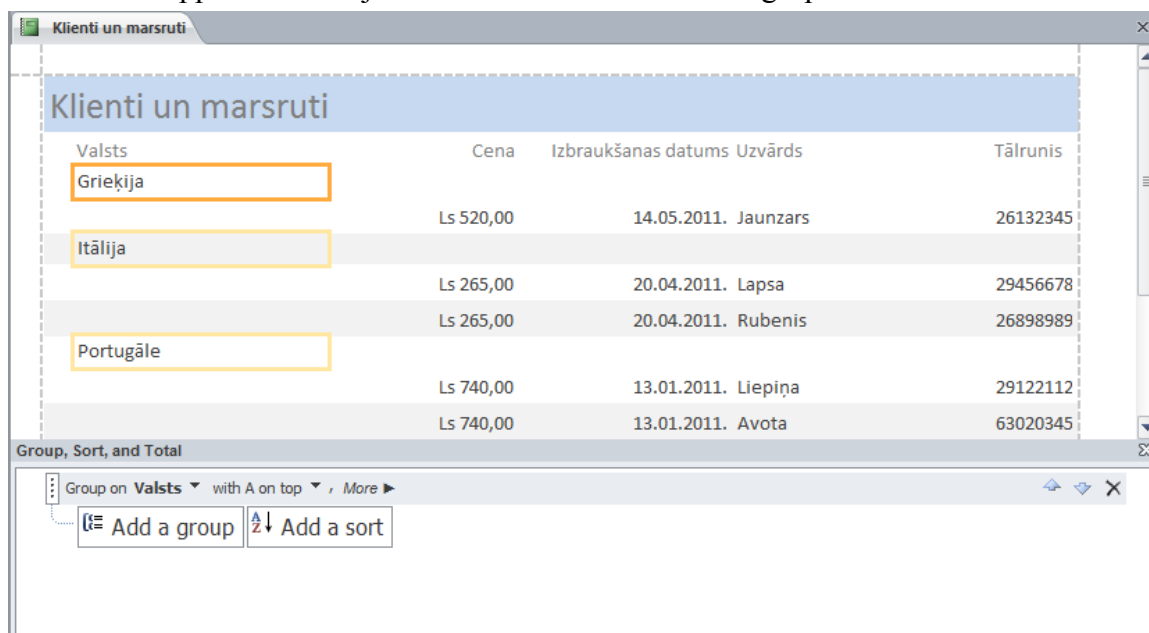 Klienti un marsruti
Klienti un marsruti
Valsts Cena Izbraukšanas datums Uzvārds Tālrunis
Grieķija
Ls 520,00 14.05.2011. Jaunzars 26132345
Itālija
Ls 265,00 20.04.2011. Lapsa 29456678
Ls 265,00 20.04.2011. Rubenis 26898989
Portugāle
Ls 740,00 13.01.2011. Liepiņa 29122112
Ls 740,00 13.01.2011. Avota 63020345
Group, Sort, and Total
Group on Valsts with A on top , More
Add a group Add a sort